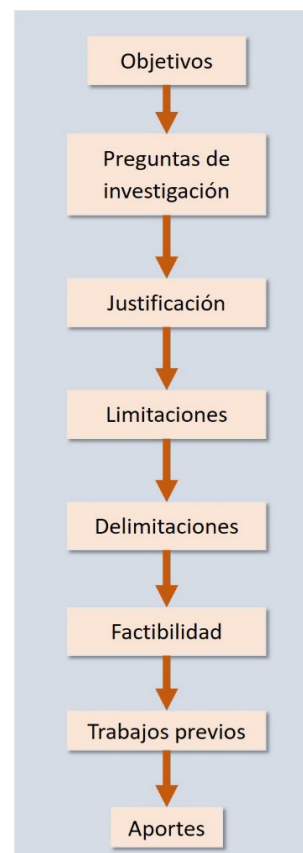 Objetivos
Preguntas de
investigación
Justificación
Limitaciones
Delimitaciones
Factibilidad
Trabajos previos
Aportes